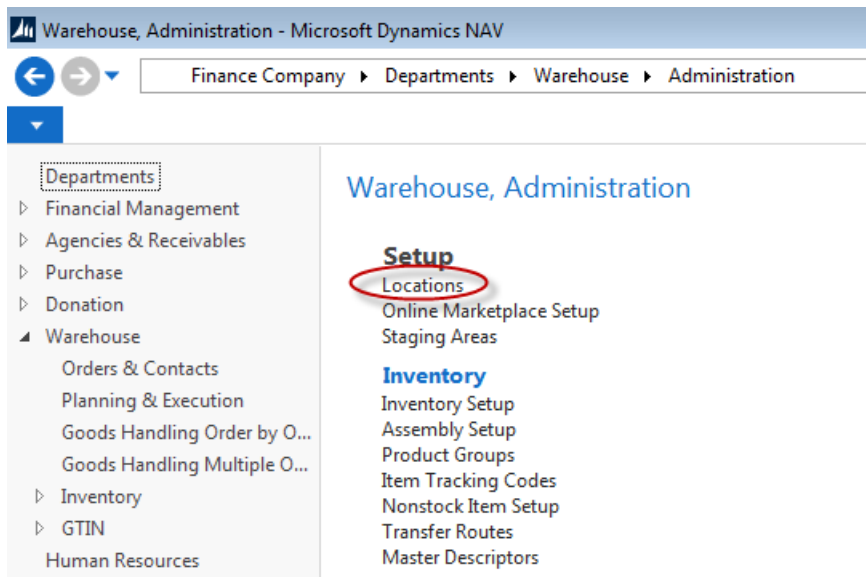 Warehouse, Administration - Microsoft Dynamics NAV
Finance Company ▸ Departments ▸ Warehouse ▸ Administration
Departments
Financial Management
Agencies & Receivables
Purchase
Donation
Warehouse
Orders & Contacts
Planning & Execution
Goods Handling Order by O...
Goods Handling Multiple O...
Inventory
GTIN
Human Resources
Warehouse, Administration
Setup
Locations
Online Marketplace Setup
Staging Areas
Inventory
Inventory Setup
Assembly Setup
Product Groups
Item Tracking Codes
Nonstock Item Setup
Transfer Routes
Master Descriptors